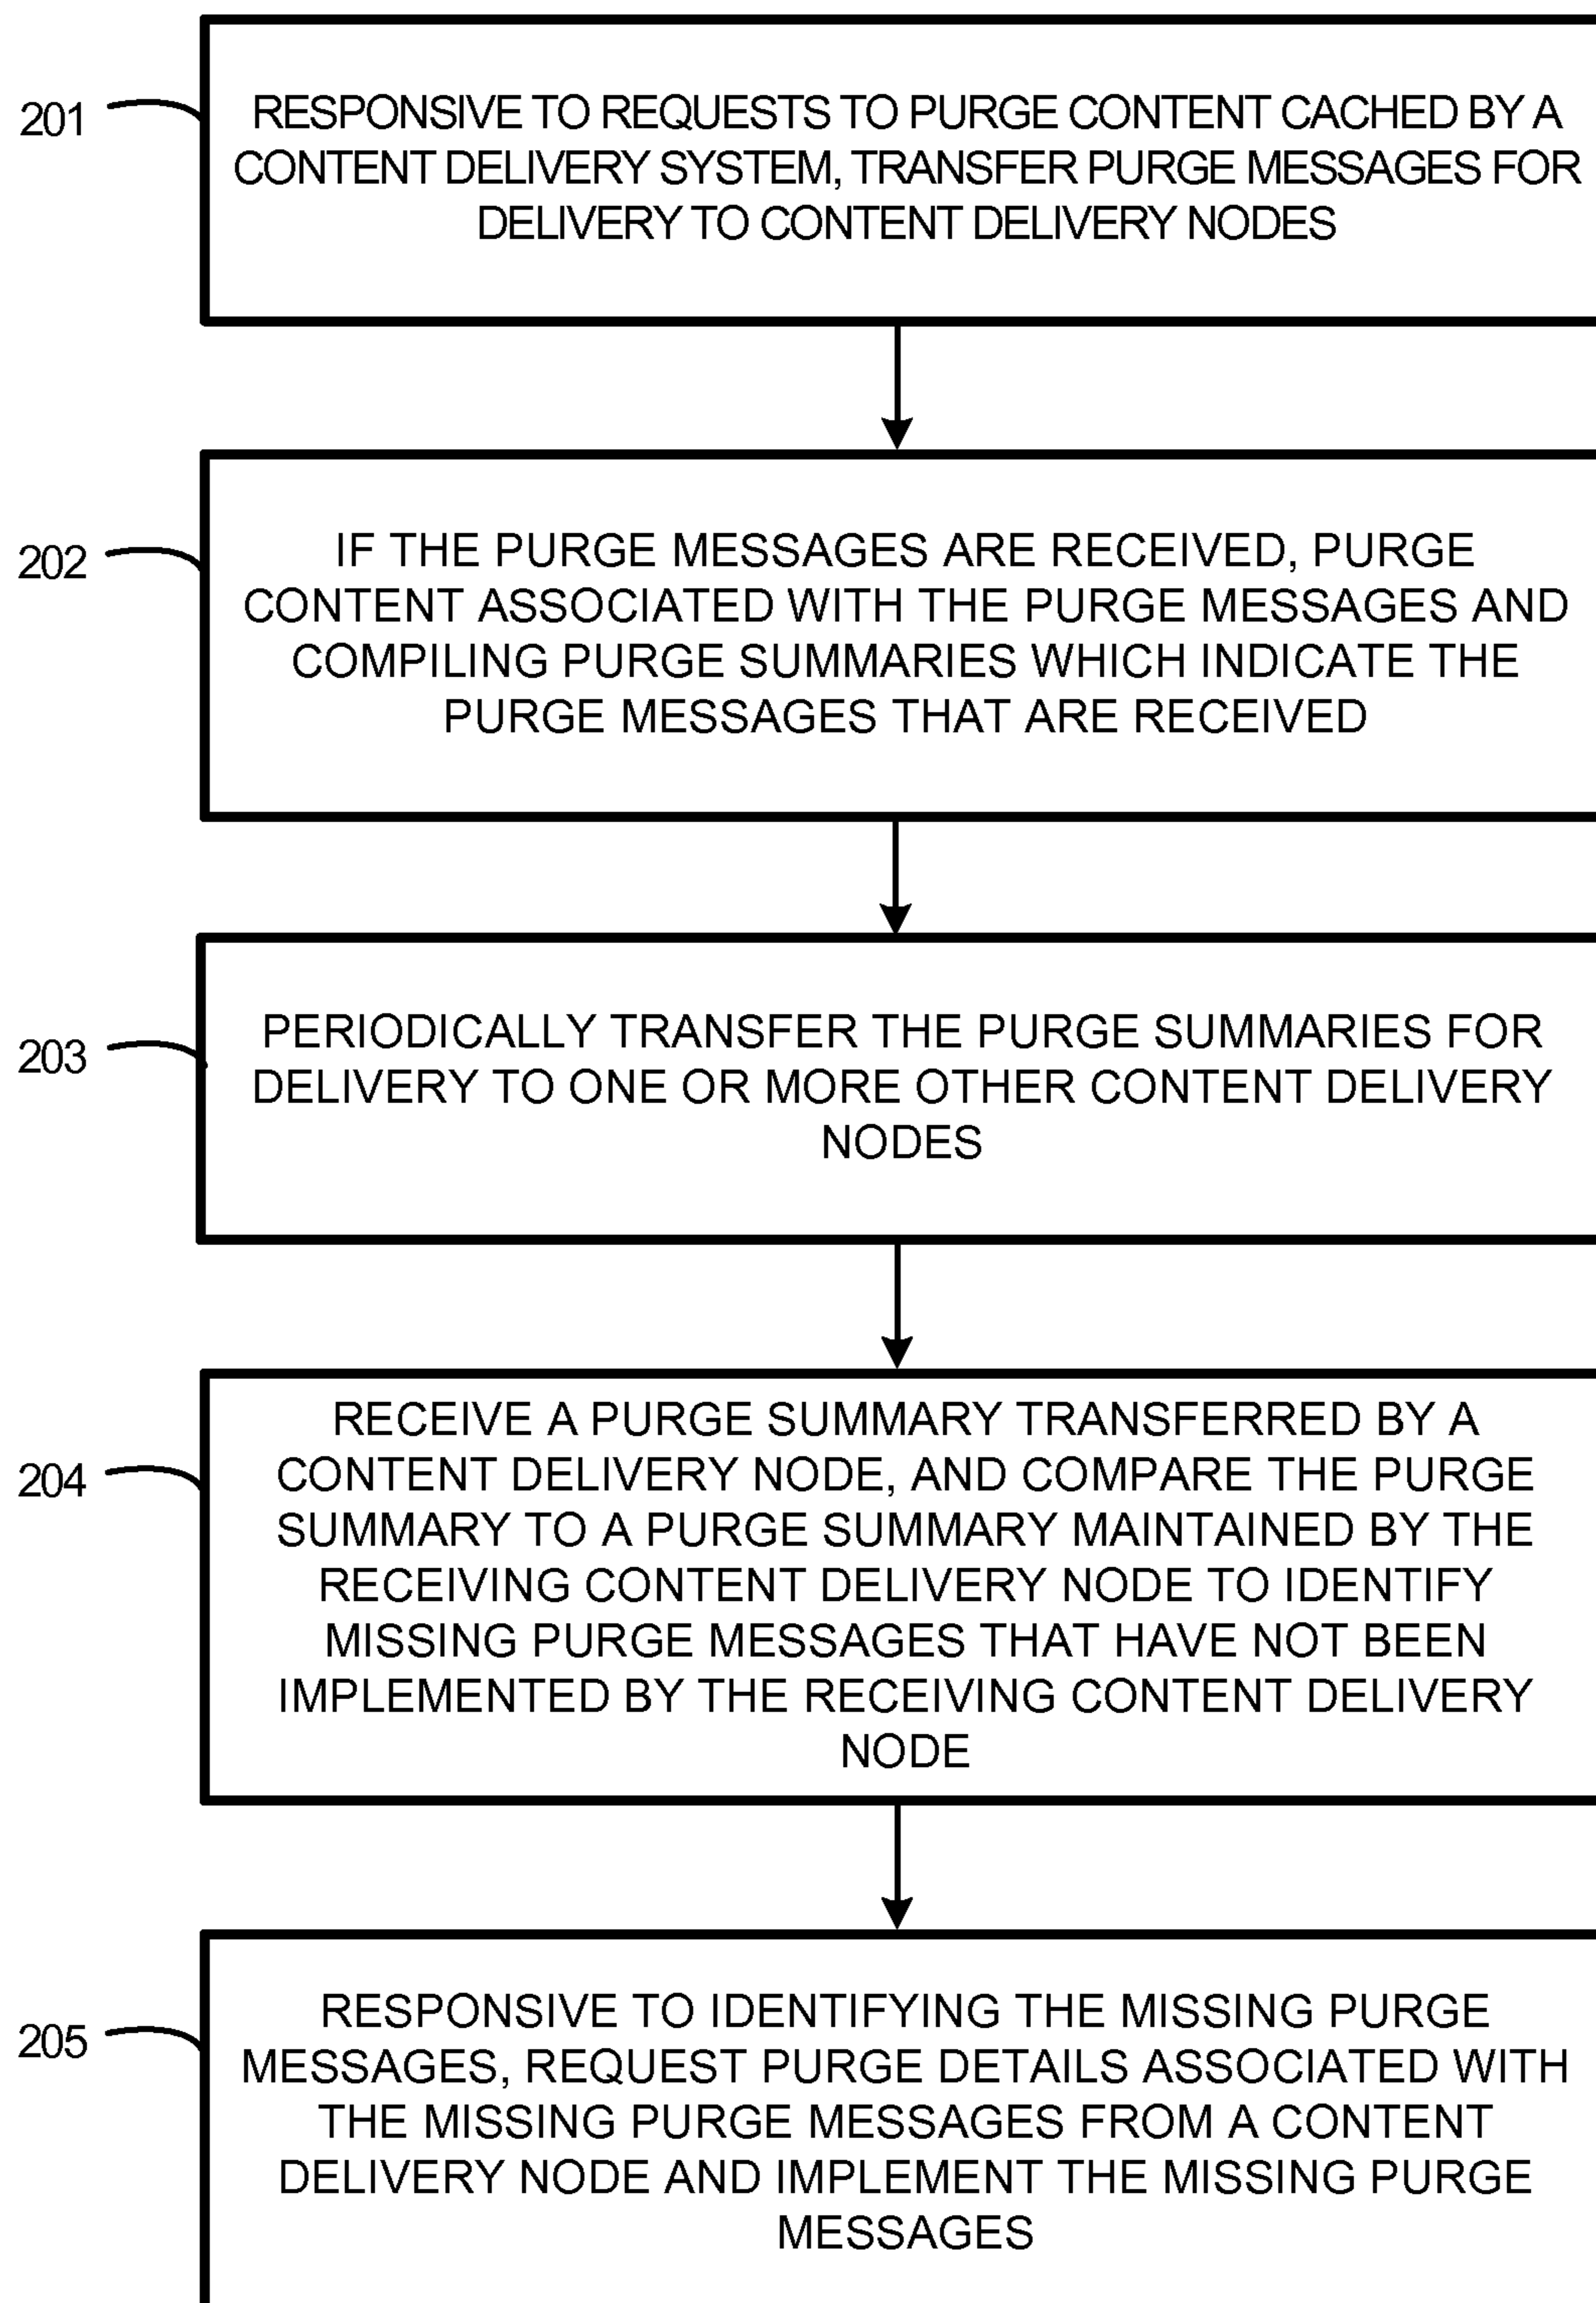 201
RESPONSIVE TO REQUESTS TO PURGE CONTENT CACHED BY A
CONTENT DELIVERY SYSTEM, TRANSFER PURGE MESSAGES FOR
DELIVERY TO CONTENT DELIVERY NODES
202
IF THE PURGE MESSAGES ARE RECEIVED, PURGE
CONTENT ASSOCIATED WITH THE PURGE MESSAGES AND
COMPILING PURGE SUMMARIES WHICH INDICATE THE
PURGE MESSAGES THAT ARE RECEIVED
203
PERIODICALLY TRANSFER THE PURGE SUMMARIES FOR
DELIVERY TO ONE OR MORE OTHER CONTENT DELIVERY
NODES
204
RECEIVE A PURGE SUMMARY TRANSFERRED BY A
CONTENT DELIVERY NODE, AND COMPARE THE PURGE
SUMMARY TO A PURGE SUMMARY MAINTAINED BY THE
RECEIVING CONTENT DELIVERY NODE TO IDENTIFY
MISSING PURGE MESSAGES THAT HAVE NOT BEEN
IMPLEMENTED BY THE RECEIVING CONTENT DELIVERY
NODE
205
RESPONSIVE TO IDENTIFYING THE MISSING PURGE
MESSAGES, REQUEST PURGE DETAILS ASSOCIATED WITH
THE MISSING PURGE MESSAGES FROM A CONTENT
DELIVERY NODE AND IMPLEMENT THE MISSING PURGE
MESSAGES